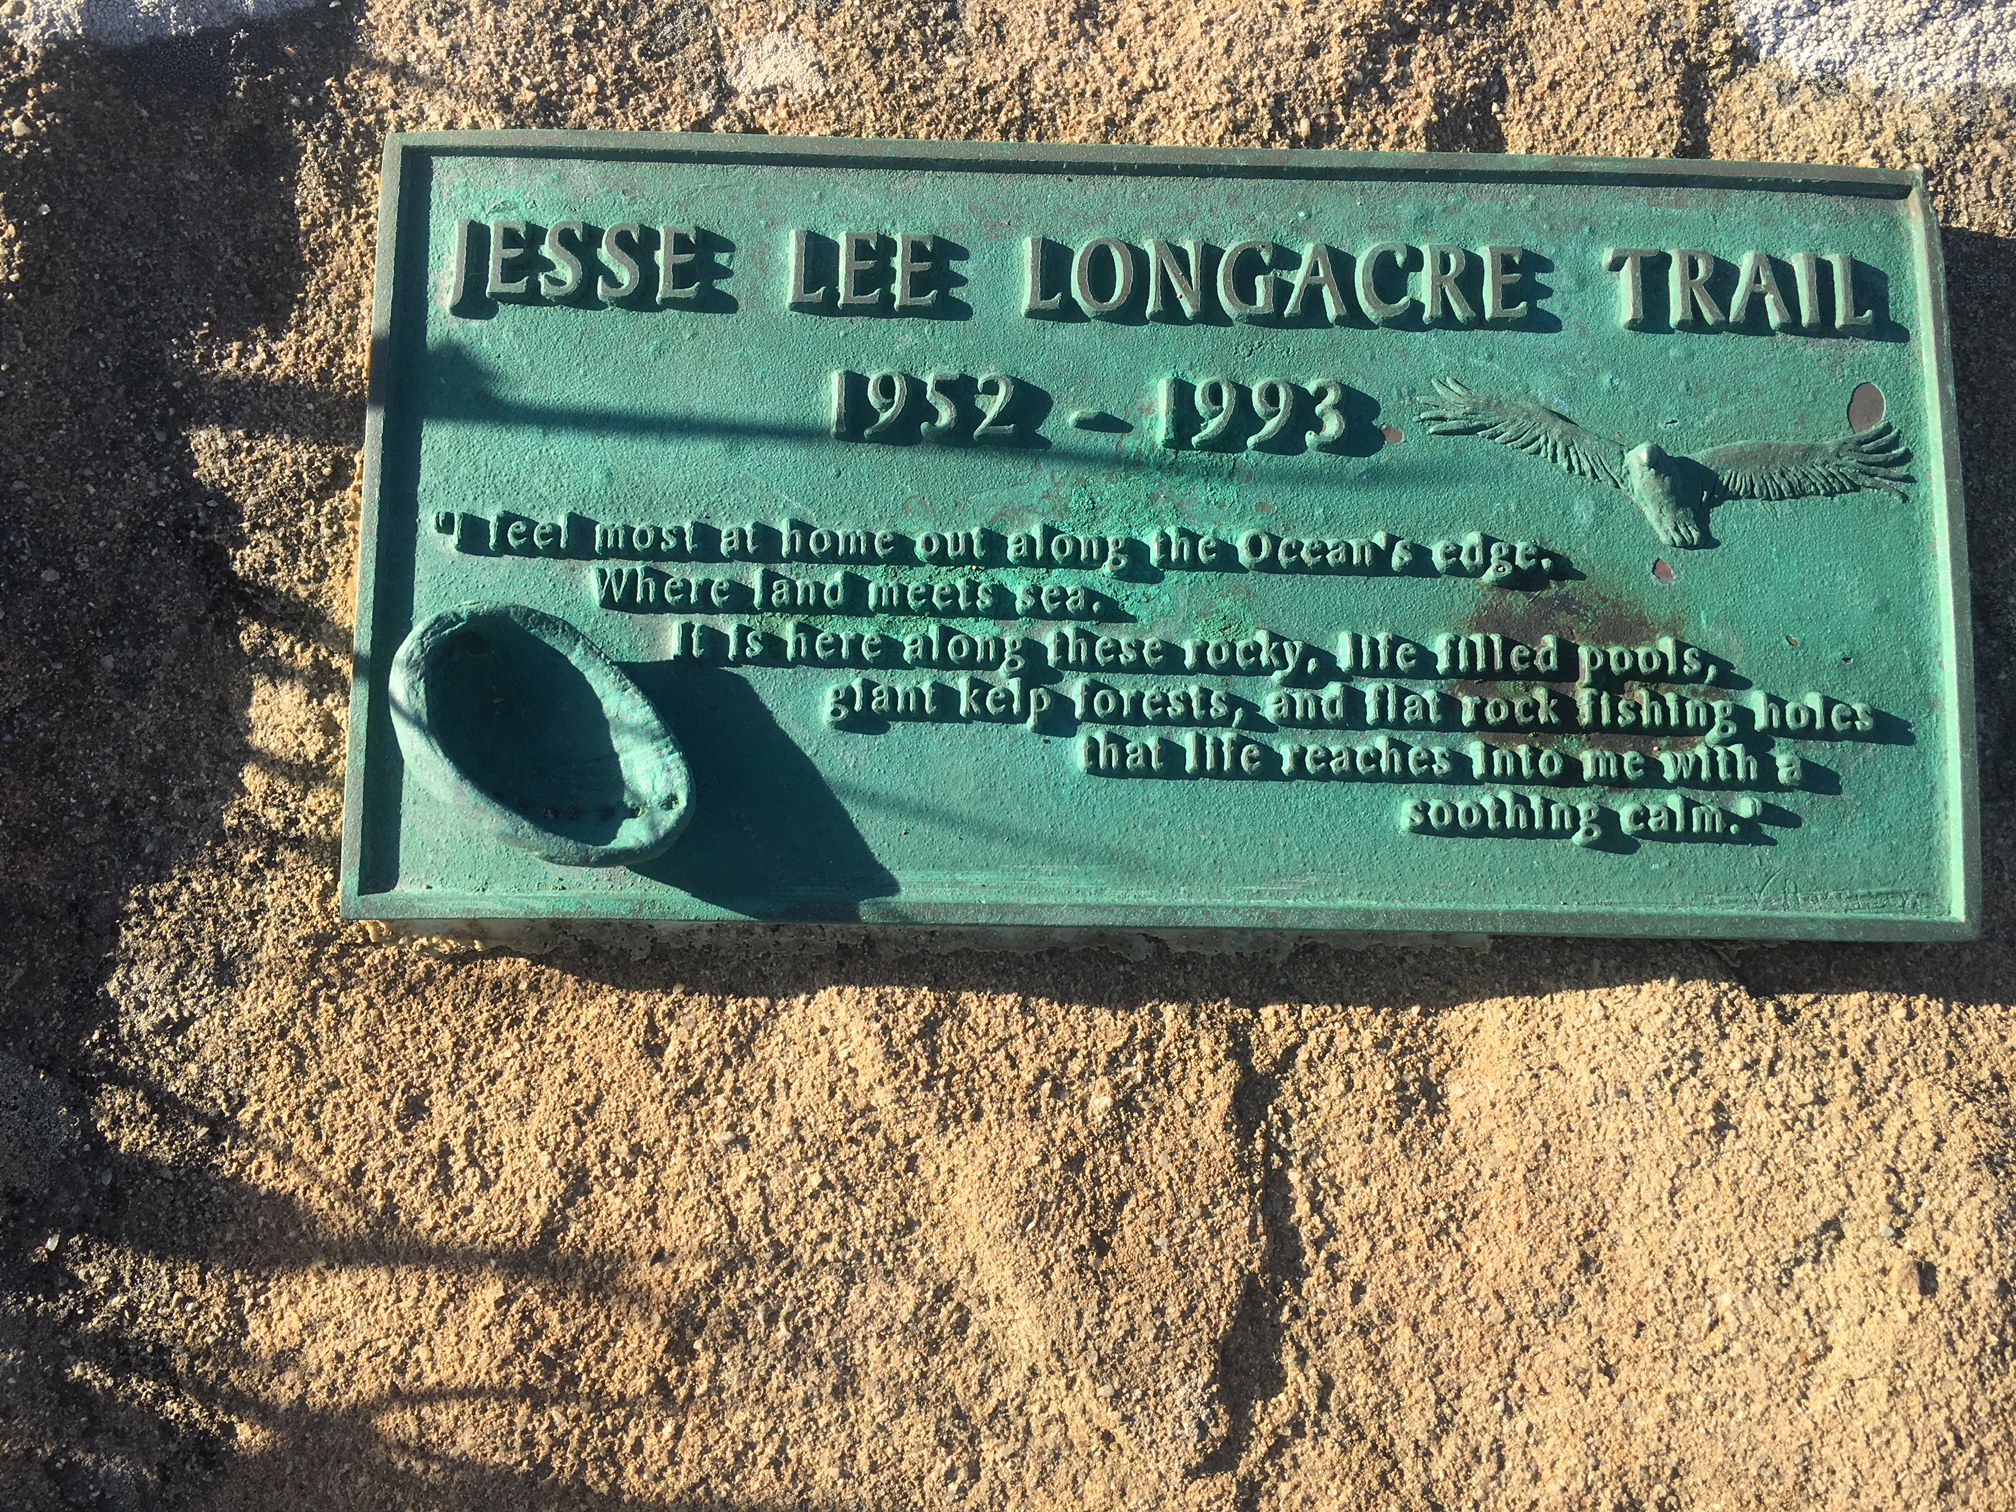 JESSE LEE LONGACRE TRAIL
1952 - 1993
"I feel most at home out along the Ocean's edge.
Where land meets sea.
It is here along these rocky, life filled pools,
giant kelp forests, and flat rock fishing holes
that life reaches into me with a
soothing calm."